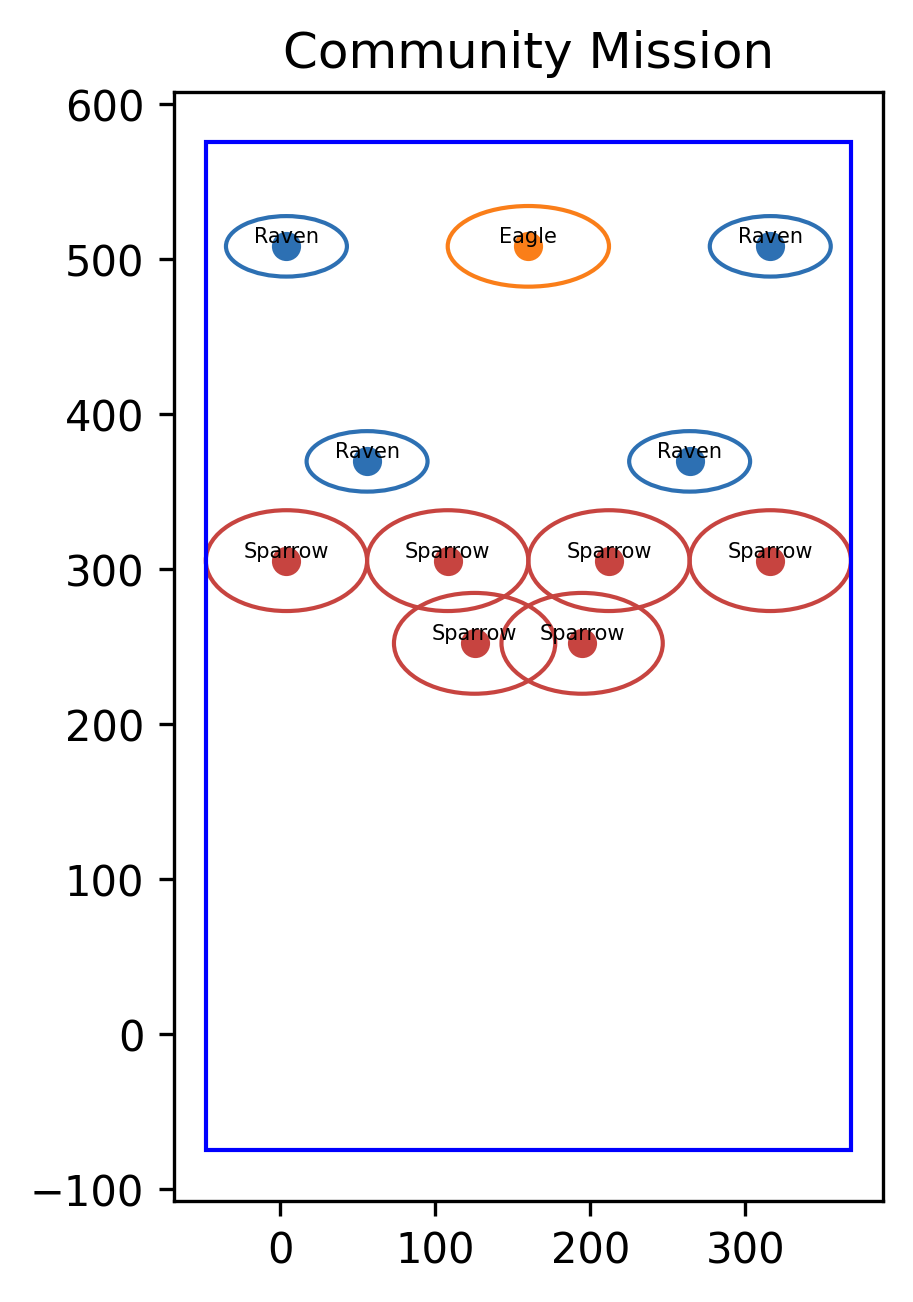 Community Mission
600
Raven Eagle Raven
500
400
Raven Raven
Sparrow Sparrow Sparrow Sparrow
300
Sparrow Sparrow
200
100
0
−100
0 100 200 300